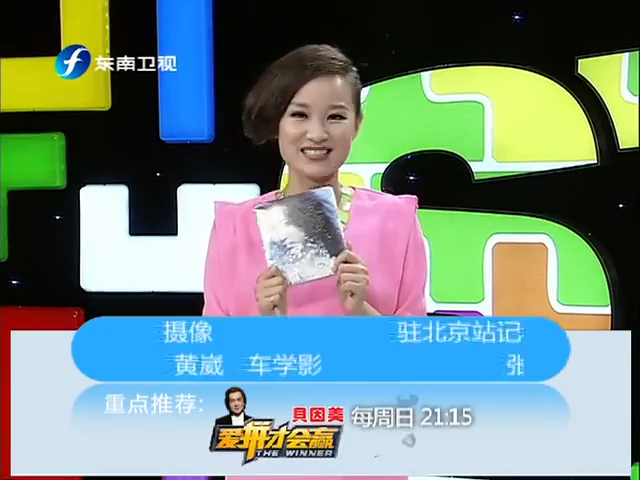 东南卫视
摄像 驻北京站记
黄崴 车学影
重点推荐:
贝因美 每周日 21:15
爱拼才会赢
THE WINNER